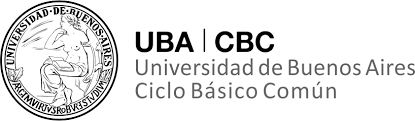 UNIVERSIDAD·DE·BUENOS·AIRES
UBA | CBC
Universidad de Buenos Aires
Ciclo Básico Común